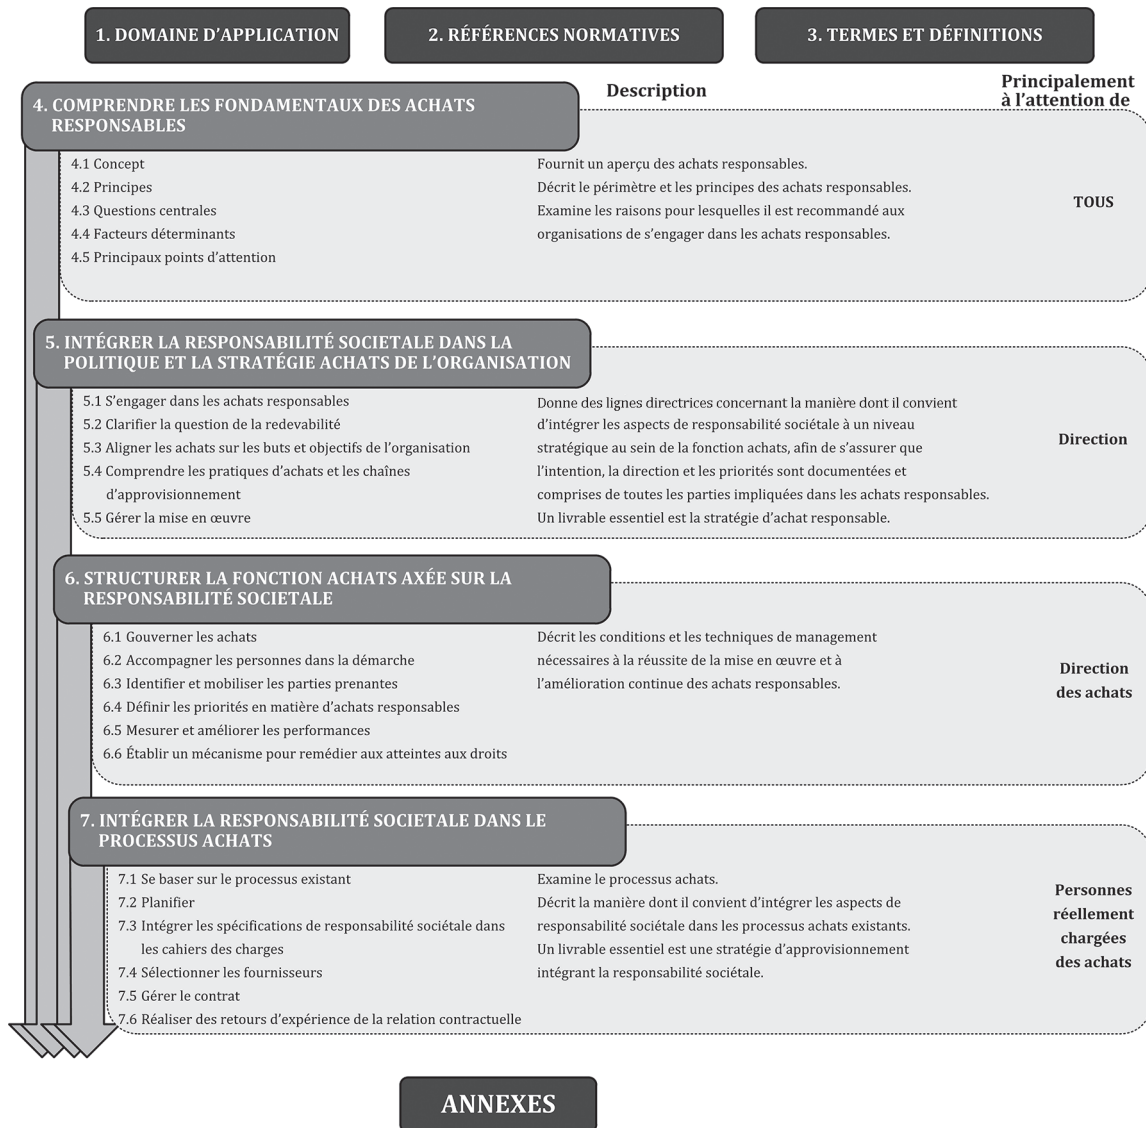 1. DOMAINE D’APPLICATION
2. RÉFÉRENCES NORMATIVES
3. TERMES ET DÉFINITIONS
Description
Principalement
à l’attention de
4. COMPRENDRE LES FONDAMENTAUX DES ACHATS
RESPONSABLES
4.1 Concept
4.2 Principes
4.3 Questions centrales
4.4 Facteurs déterminants
4.5 Principaux points d’attention
Fournit un aperçu des achats responsables.
Décrit le périmètre et les principes des achats responsables.
Examine les raisons pour lesquelles il est recommandé aux
organisations de s’engager dans les achats responsables.
TOUS
5. INTÉGRER LA RESPONSABILITÉ SOCIETALE DANS LA
POLITIQUE ET LA STRATÉGIE ACHATS DE L’ORGANISATION
5.1 S’engager dans les achats responsables
5.2 Clarifier la question de la redevabilité
5.3 Aligner les achats sur les buts et objectifs de l’organisation
5.4 Comprendre les pratiques d’achats et les chaînes
d’approvisionnement
5.5 Gérer la mise en œuvre
Donne des lignes directrices concernant la manière dont il convient
d’intégrer les aspects de responsabilité sociétale à un niveau
stratégique au sein de la fonction achats, afin de s’assurer que
l’intention, la direction et les priorités sont documentées et
comprises de toutes les parties impliquées dans les achats responsables.
Un livrable essentiel est la stratégie d’achat responsable.
Direction
6. STRUCTURER LA FONCTION ACHATS AXÉE SUR LA
RESPONSABILITÉ SOCIETALE
6.1 Gouverner les achats
6.2 Accompagner les personnes dans la démarche
6.3 Identifier et mobiliser les parties prenantes
6.4 Définir les priorités en matière d’achats responsables
6.5 Mesurer et améliorer les performances
6.6 Établir un mécanisme pour remédier aux atteintes aux droits
Décrit les conditions et les techniques de management
nécessaires à la réussite de la mise en œuvre et à
l’amélioration continue des achats responsables.
Direction
des achats
7. INTÉGRER LA RESPONSABILITÉ SOCIETALE DANS LE
PROCESSUS ACHATS
7.1 Se baser sur le processus existant
7.2 Planifier
7.3 Intégrer les spécifications de responsabilité sociétale dans
les cahiers des charges
7.4 Sélectionner les fournisseurs
7.5 Gérer le contrat
7.6 Réaliser des retours d’expérience de la relation contractuelle
Examine le processus achats.
Décrit la manière dont il convient d’intégrer les aspects de
responsabilité sociétale dans les processus achats existants.
Un livrable essentiel est une stratégie d’approvisionnement
intégrant la responsabilité sociétale.
Personnes
réellement
chargées
des achats
ANNEXES